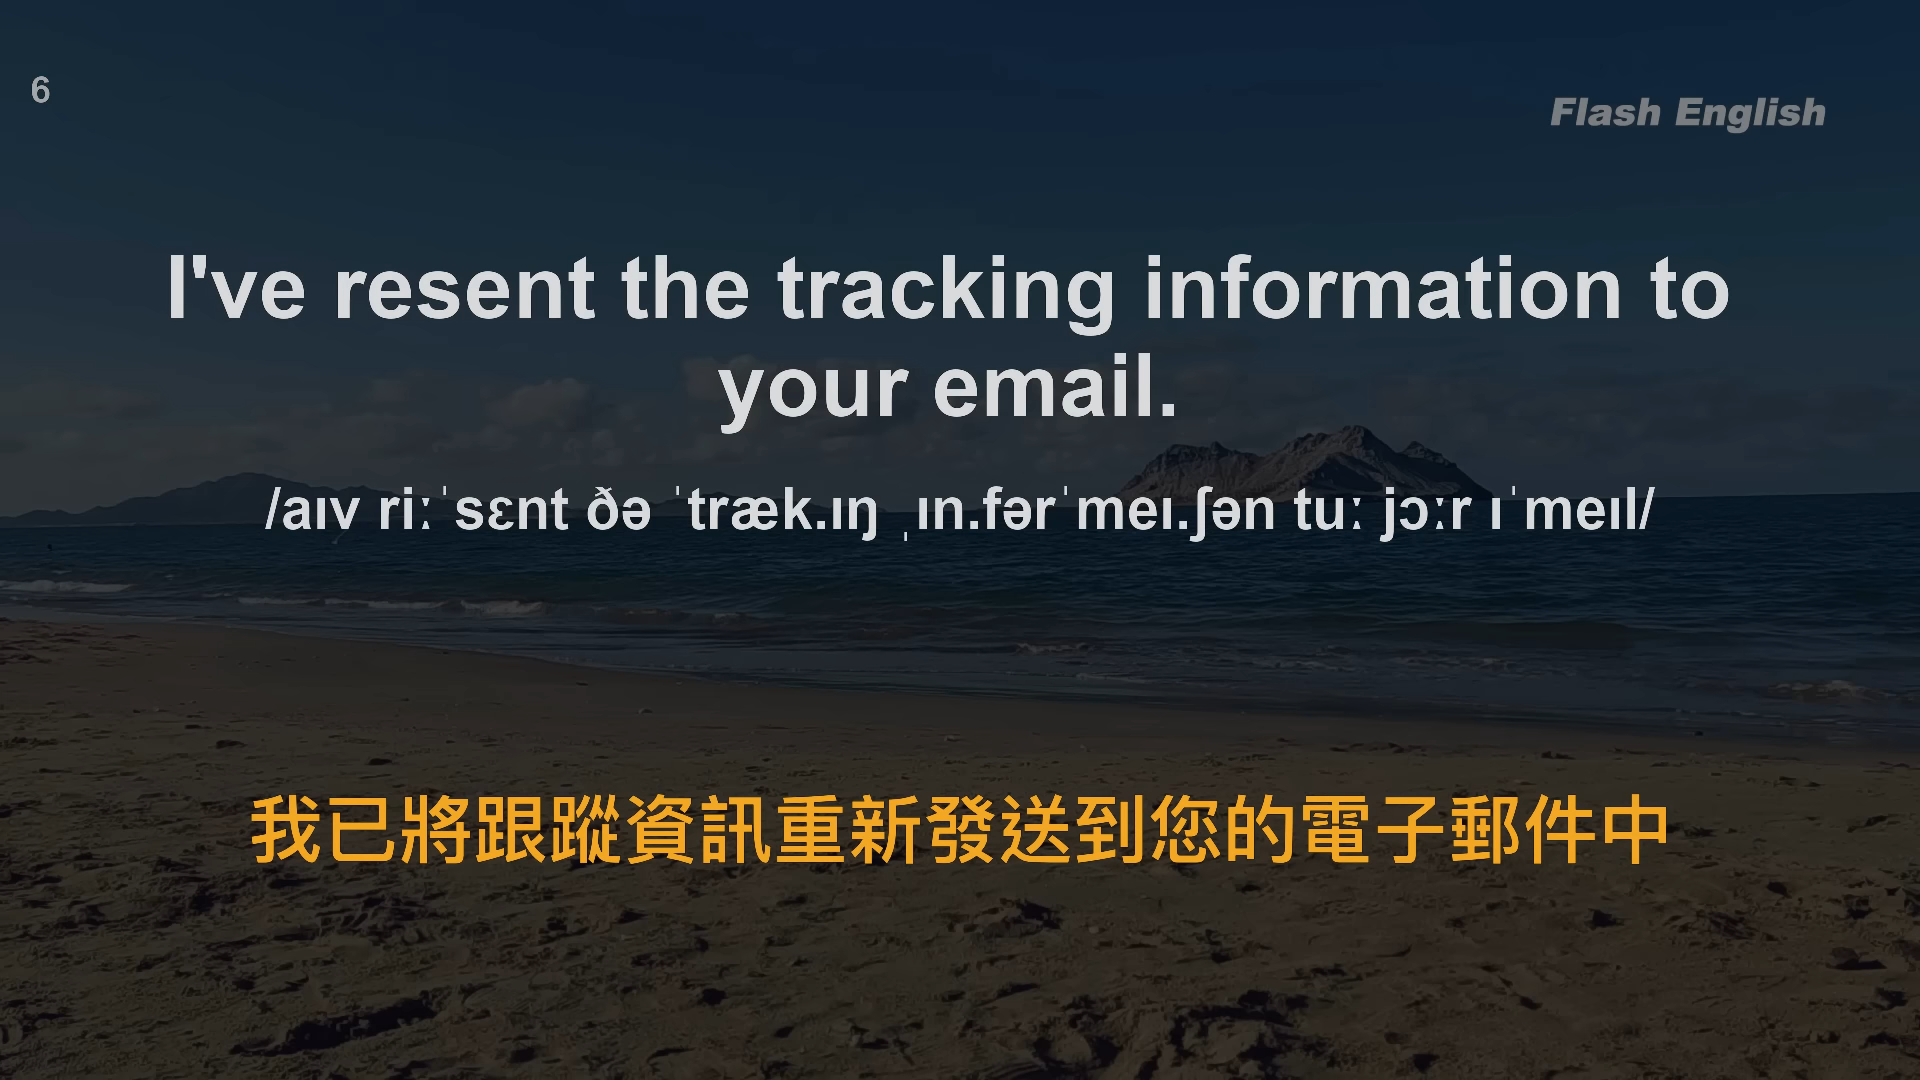 6
Flash English
I've resent the tracking information to
your email.
/aɪv riːˈsɛnt ðə ˈtræk.ɪŋ ˌɪn.fərˈmeɪ.ʃən tuː jɔːr ɪˈmeɪl/
我已將跟蹤資訊重新發送到您的電子郵件中